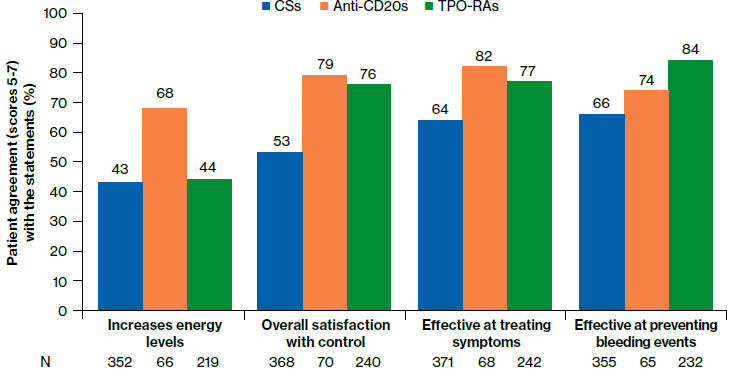 CSs Anti-CD20s TPO-RAs
Patient agreement (scores 5-7)
with the statements (%)
100
90
80
70
60
50
40
30
20
10
0
43 68 44
53 79 76
64 82 77
66 74 84
Increases energy
levels
Overall satisfaction
with control
Effective at treating
symptoms
Effective at preventing
bleeding events
N 352 66 219 368 70 240 371 68 242 355 65 232